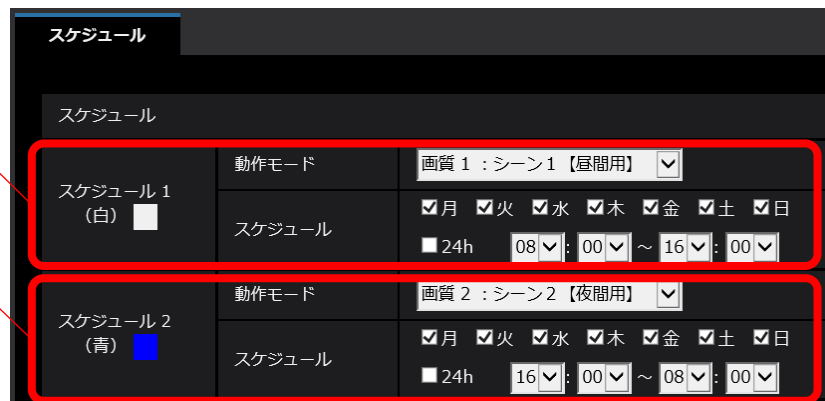 スケジュール
スケジュール
スケジュール 1
（白）
動作モード
画質 1 ：シーン1【昼間用】
スケジュール
月 火 水 木 金 土 日
24h 08 : 00 ～ 16 : 00
スケジュール 2
（青）
動作モード
画質 2 ：シーン2【夜間用】
スケジュール
月 火 水 木 金 土 日
24h 16 : 00 ～ 08 : 00